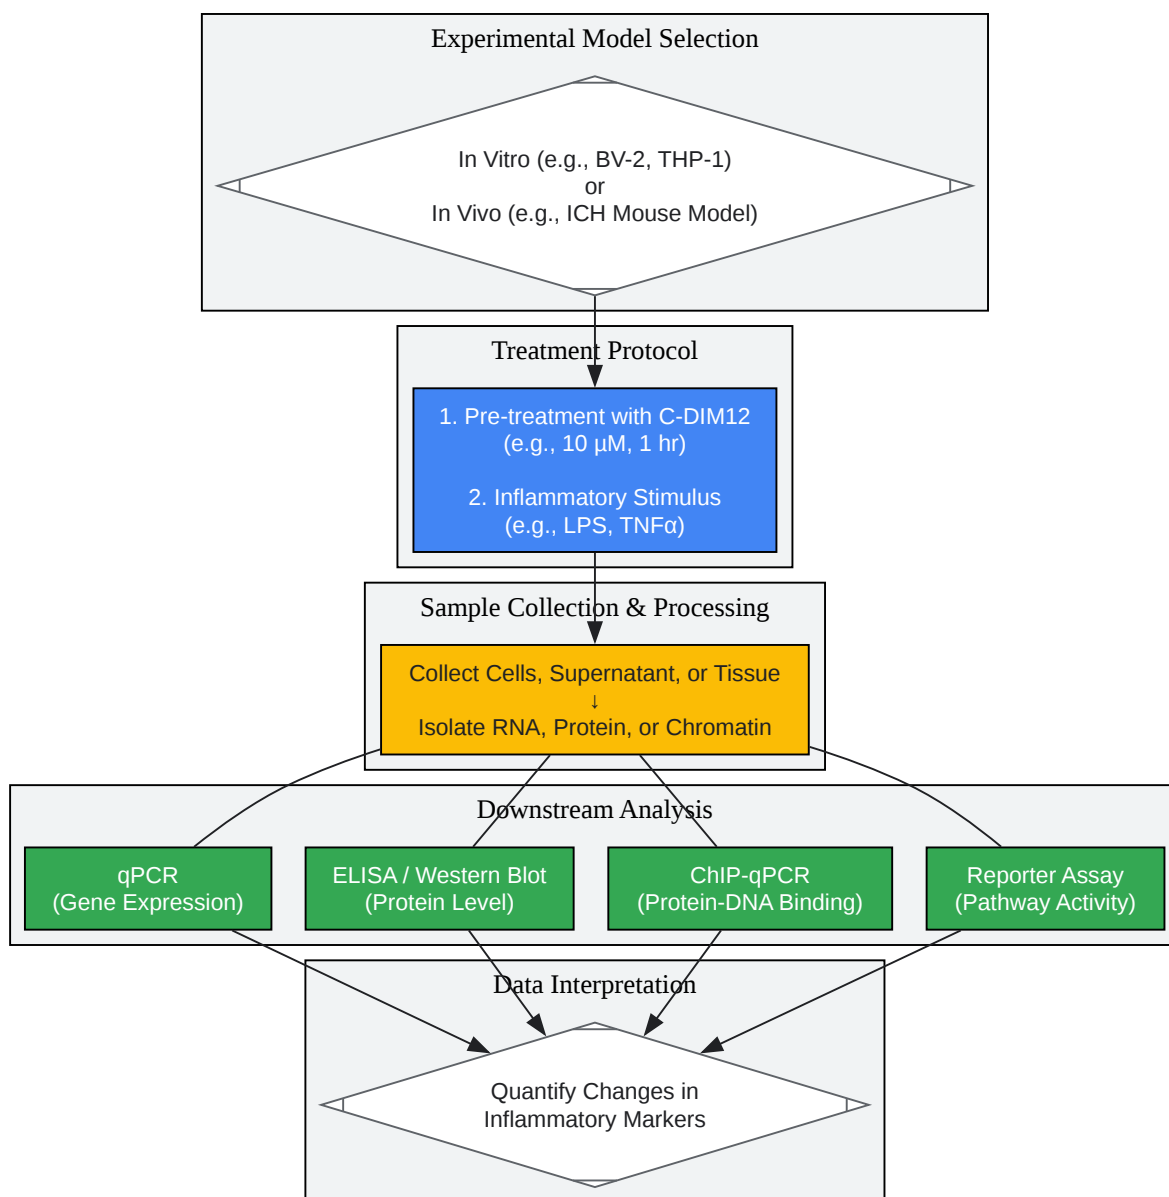 Experimental Model Selection
In Vitro (e.g., BV-2, THP-1)
or
In Vivo (e.g., ICH Mouse Model)
Treatment Protocol
1. Pre-treatment with C-DIM12
(e.g., 10 µM, 1 hr)
2. Inflammatory Stimulus
(e.g., LPS, TNFα)
Sample Collection & Processing
Collect Cells, Supernatant, or Tissue
↓
Isolate RNA, Protein, or Chromatin
Downstream Analysis
qPCR
(Gene Expression)
ELISA / Western Blot
(Protein Level)
ChIP-qPCR
(Protein-DNA Binding)
Reporter Assay
(Pathway Activity)
Data Interpretation
Quantify Changes in
Inflammatory Markers